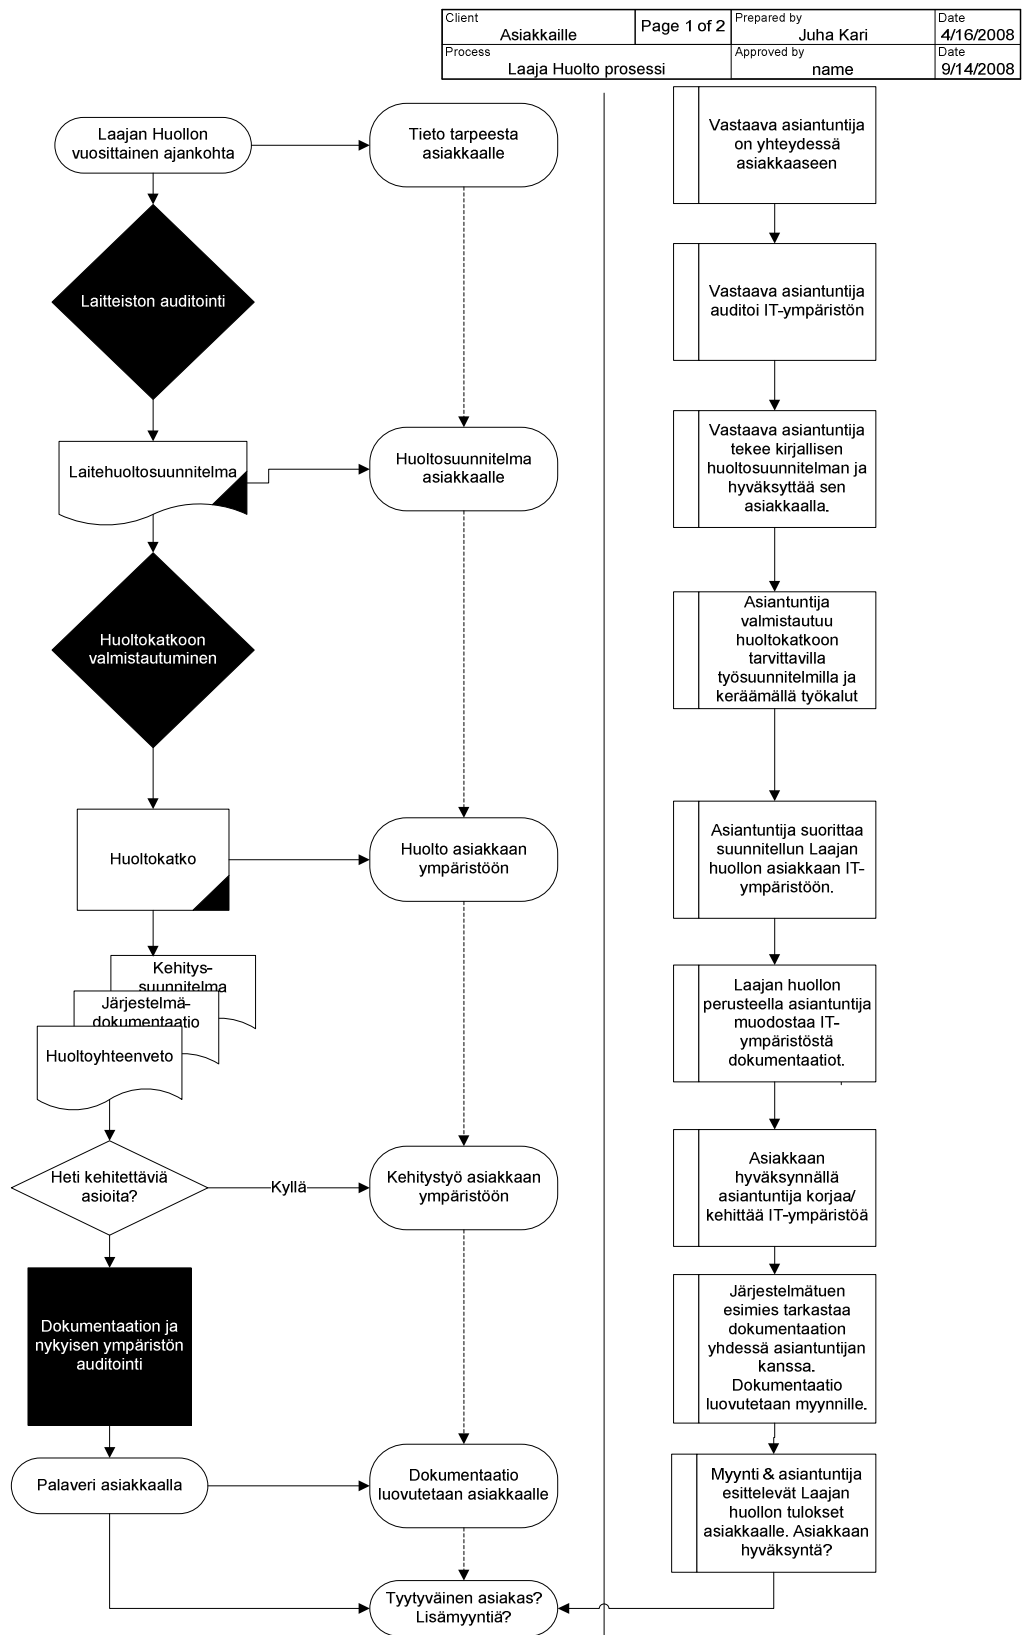 Client
Asiakkaille
Page 1 of 2
Prepared by
Juha Kari
Date
4/16/2008
Process
Laaja Huolto prosessi
Approved by
name
Date
9/14/2008
Laajan Huollon
vuosittainen ajankohta
Tieto tarpeesta
asiakkaalle
Laitteiston auditointi
Laitehuoltosuunnitelma
Huoltosuunnitelma
asiakkaalle
Huoltokatkoon
valmistautuminen
Huoltokatko
Huolto asiakkaan
ympäristöön
Kehitys-
suunnitelma
Järjestelmä-
dokumentaatio
Huoltoyhteenveto
Heti kehitettäviä
asioita?
Kyllä
Kehitystyö asiakkaan
ympäristöön
Dokumentaation ja
nykyisen ympäristön
auditointi
Palaveri asiakkaalla
Dokumentaatio
luovutetaan asiakkaalle
Tyytyväinen asiakas?
Lisämyyntiä?
Vastaava asiantuntija
on yhteydessä
asiakkaaseen
Vastaava asiantuntija
auditoi IT-ympäristön
Vastaava asiantuntija
tekee kirjallisen
huoltosuunnitelman ja
hyväksyttää sen
asiakkaalla.
Asiantuntija
valmistautuu
huoltokatkoon
tarvittavilla
työsuunnitelmilla ja
keräämällä työkalut
Asiantuntija suorittaa
suunnitellun Laajan
huollon asiakkaan IT-
ympäristöön.
Laajan huollon
perusteella asiantuntija
muodostaa IT-
ympäristöstä
dokumentaatiot.
Asiakkaan
hyväksynnällä
asiantuntija korjaa/
kehittää IT-ympäristöä
Järjestelmätuen
esimies tarkastaa
dokumentaation
yhdessä asiantuntijan
kanssa.
Dokumentaatio
luovutetaan myynnille.
Myynti & asiantuntija
esittelevät Laajan
huollon tulokset
asiakkaalle. Asiakkaan
hyväksyntä?